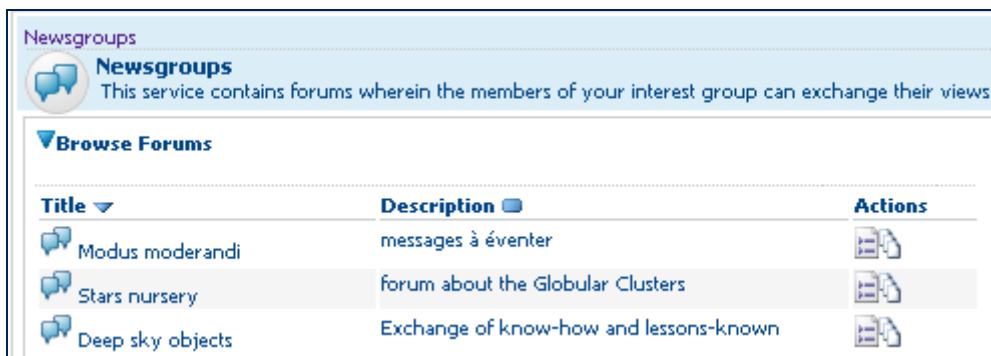 Newsgroups
Newsgroups
This service contains forums wherein the members of your interest group can exchange their views
Browse Forums
Title Description Actions
Modus moderandi messages à éventer
Stars nursery forum about the Globular Clusters
Deep sky objects Exchange of know-how and lessons-known